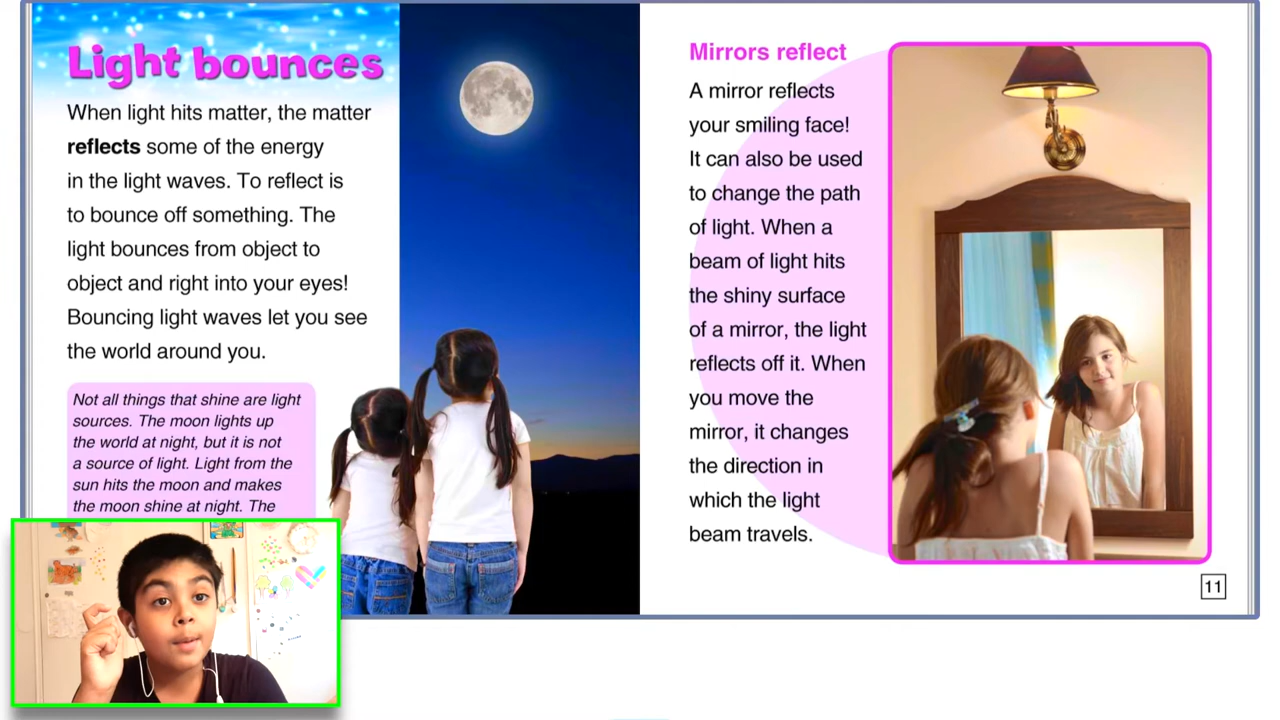 Light bounces
When light hits matter, the matter
reflects some of the energy
in the light waves. To reflect is
to bounce off something. The
light bounces from object to
object and right into your eyes!
Bouncing light waves let you see
the world around you.
Not all things that shine are light
sources. The moon lights up
the world at night, but it is not
a source of light. Light from the
sun hits the moon and makes
the moon shine at night. The
Mirrors reflect
A mirror reflects
your smiling face!
It can also be used
to change the path
of light. When a
beam of light hits
the shiny surface
of a mirror, the light
reflects off it. When
you move the
mirror, it changes
the direction in
which the light
beam travels.
11